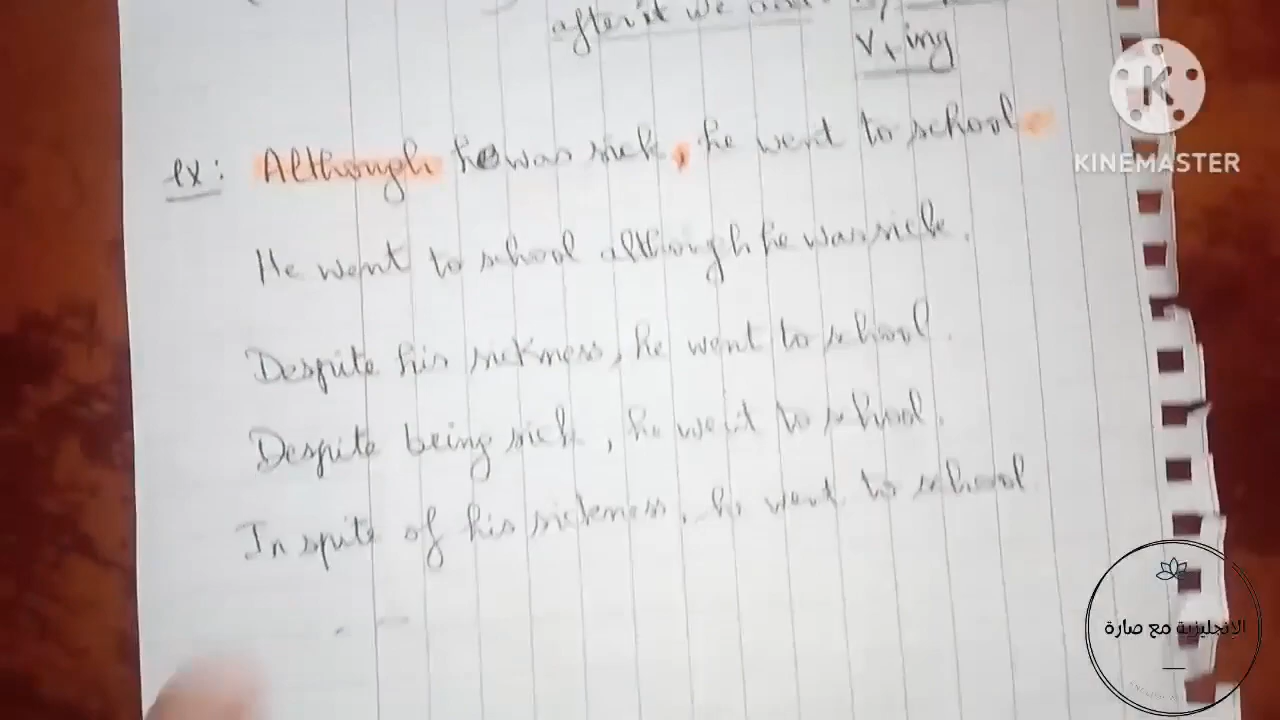 after it we
V+ing
ex: Although he was sick, he went to school.
He went to school although he was sick.
Despite his sickness, he went to school.
Despite being sick, he went to school.
In spite of his sickness, he went to school
KINEMASTER
الإنجليزية مع صارة